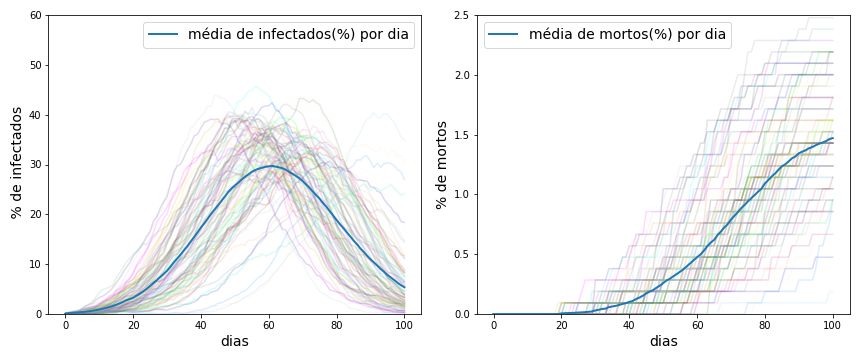 média de infectados(%) por dia
% de infectados
60
50
40
30
20
10
0
0 20 40 60 80 100
dias
média de mortos(%) por dia
% de mortos
2.5
2.0
1.5
1.0
0.5
0.0
0 20 40 60 80 100
dias